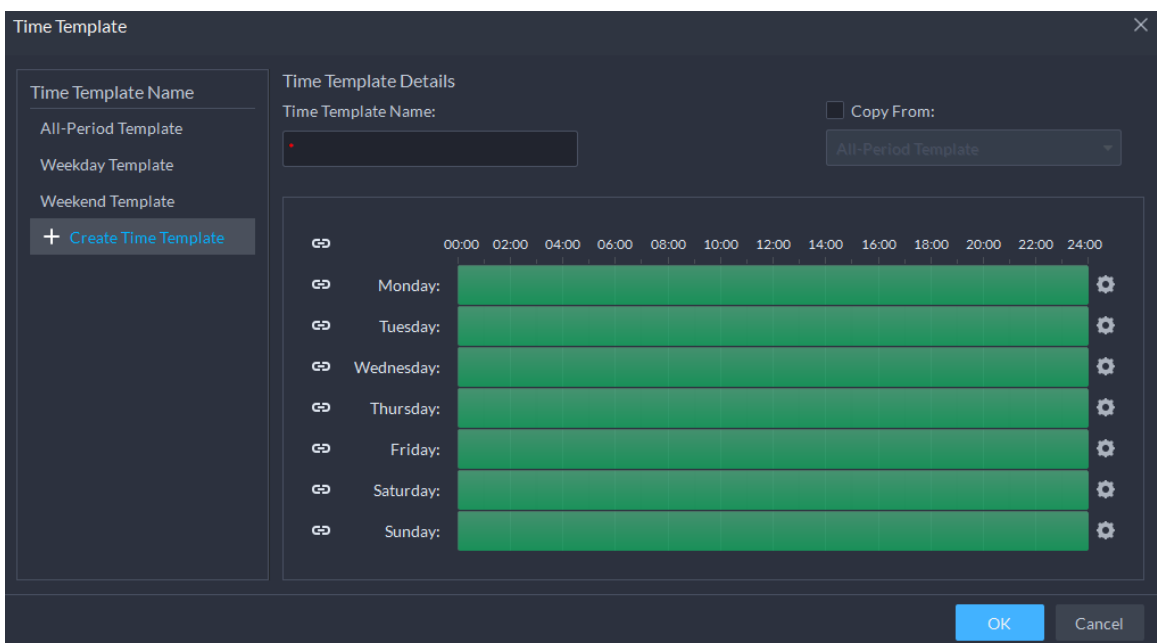 Time Template
Time Template Name
All-Period Template
Weekday Template
Weekend Template
Create Time Template
Time Template Details
Time Template Name:
Copy From:
*
All-Period Template
00:00 02:00 04:00 06:00 08:00 10:00 12:00 14:00 16:00 18:00 20:00 22:00 24:00
Monday:
Tuesday:
Wednesday:
Thursday:
Friday:
Saturday:
Sunday:
OK
Cancel